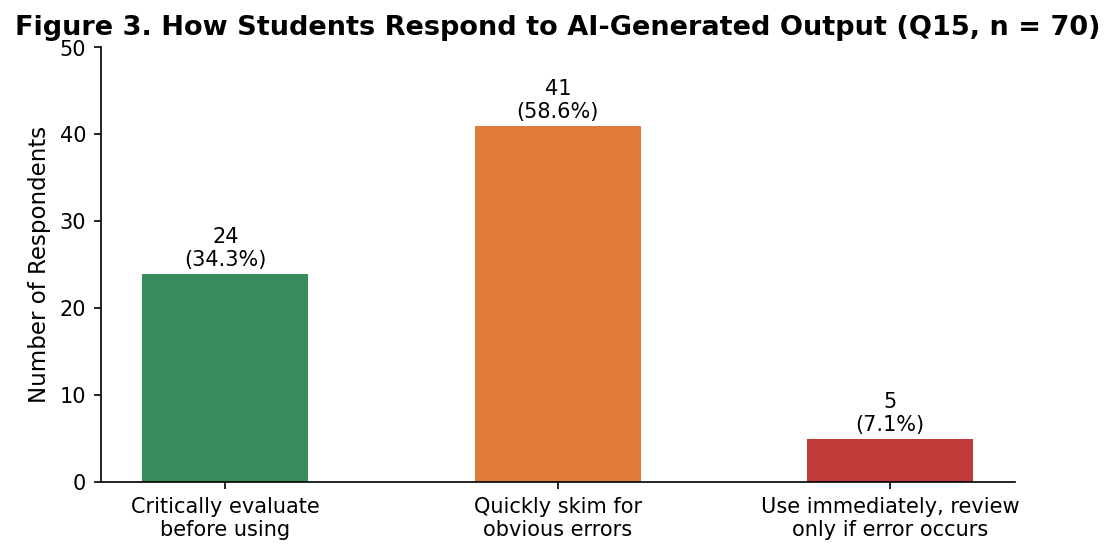 Figure 3. How Students Respond to AI-Generated Output (Q15, n = 70)
Number of Respondents
50
40
30
20
10
0
24
(34.3%)
41
(58.6%)
5
(7.1%)
Critically evaluate
before using
Quickly skim for
obvious errors
Use immediately, review
only if error occurs